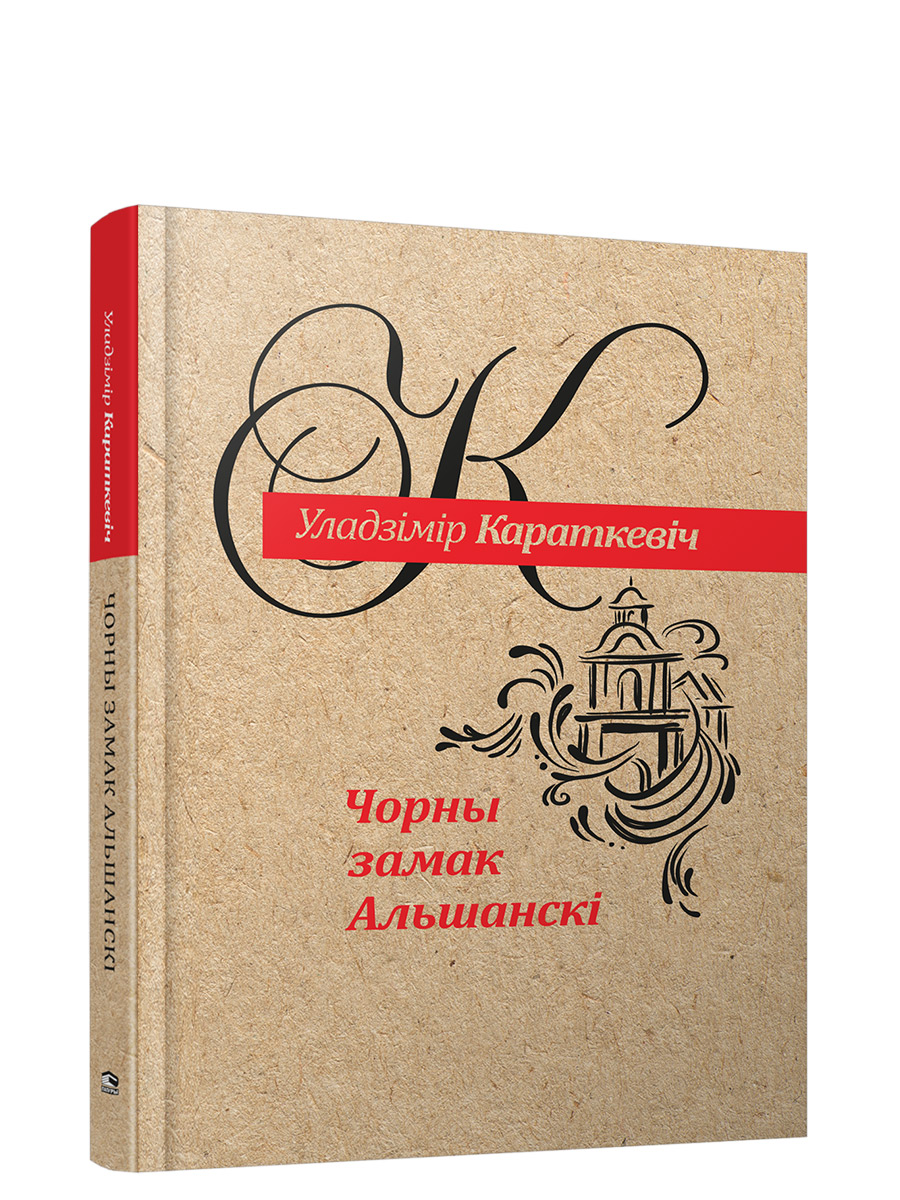 К
Уладзімір Караткевіч
Чорны
замак
Альшанскі
Уладзімір Караткевіч
ЧОРНЫ ЗАМАК АЛЬШАНСКІ